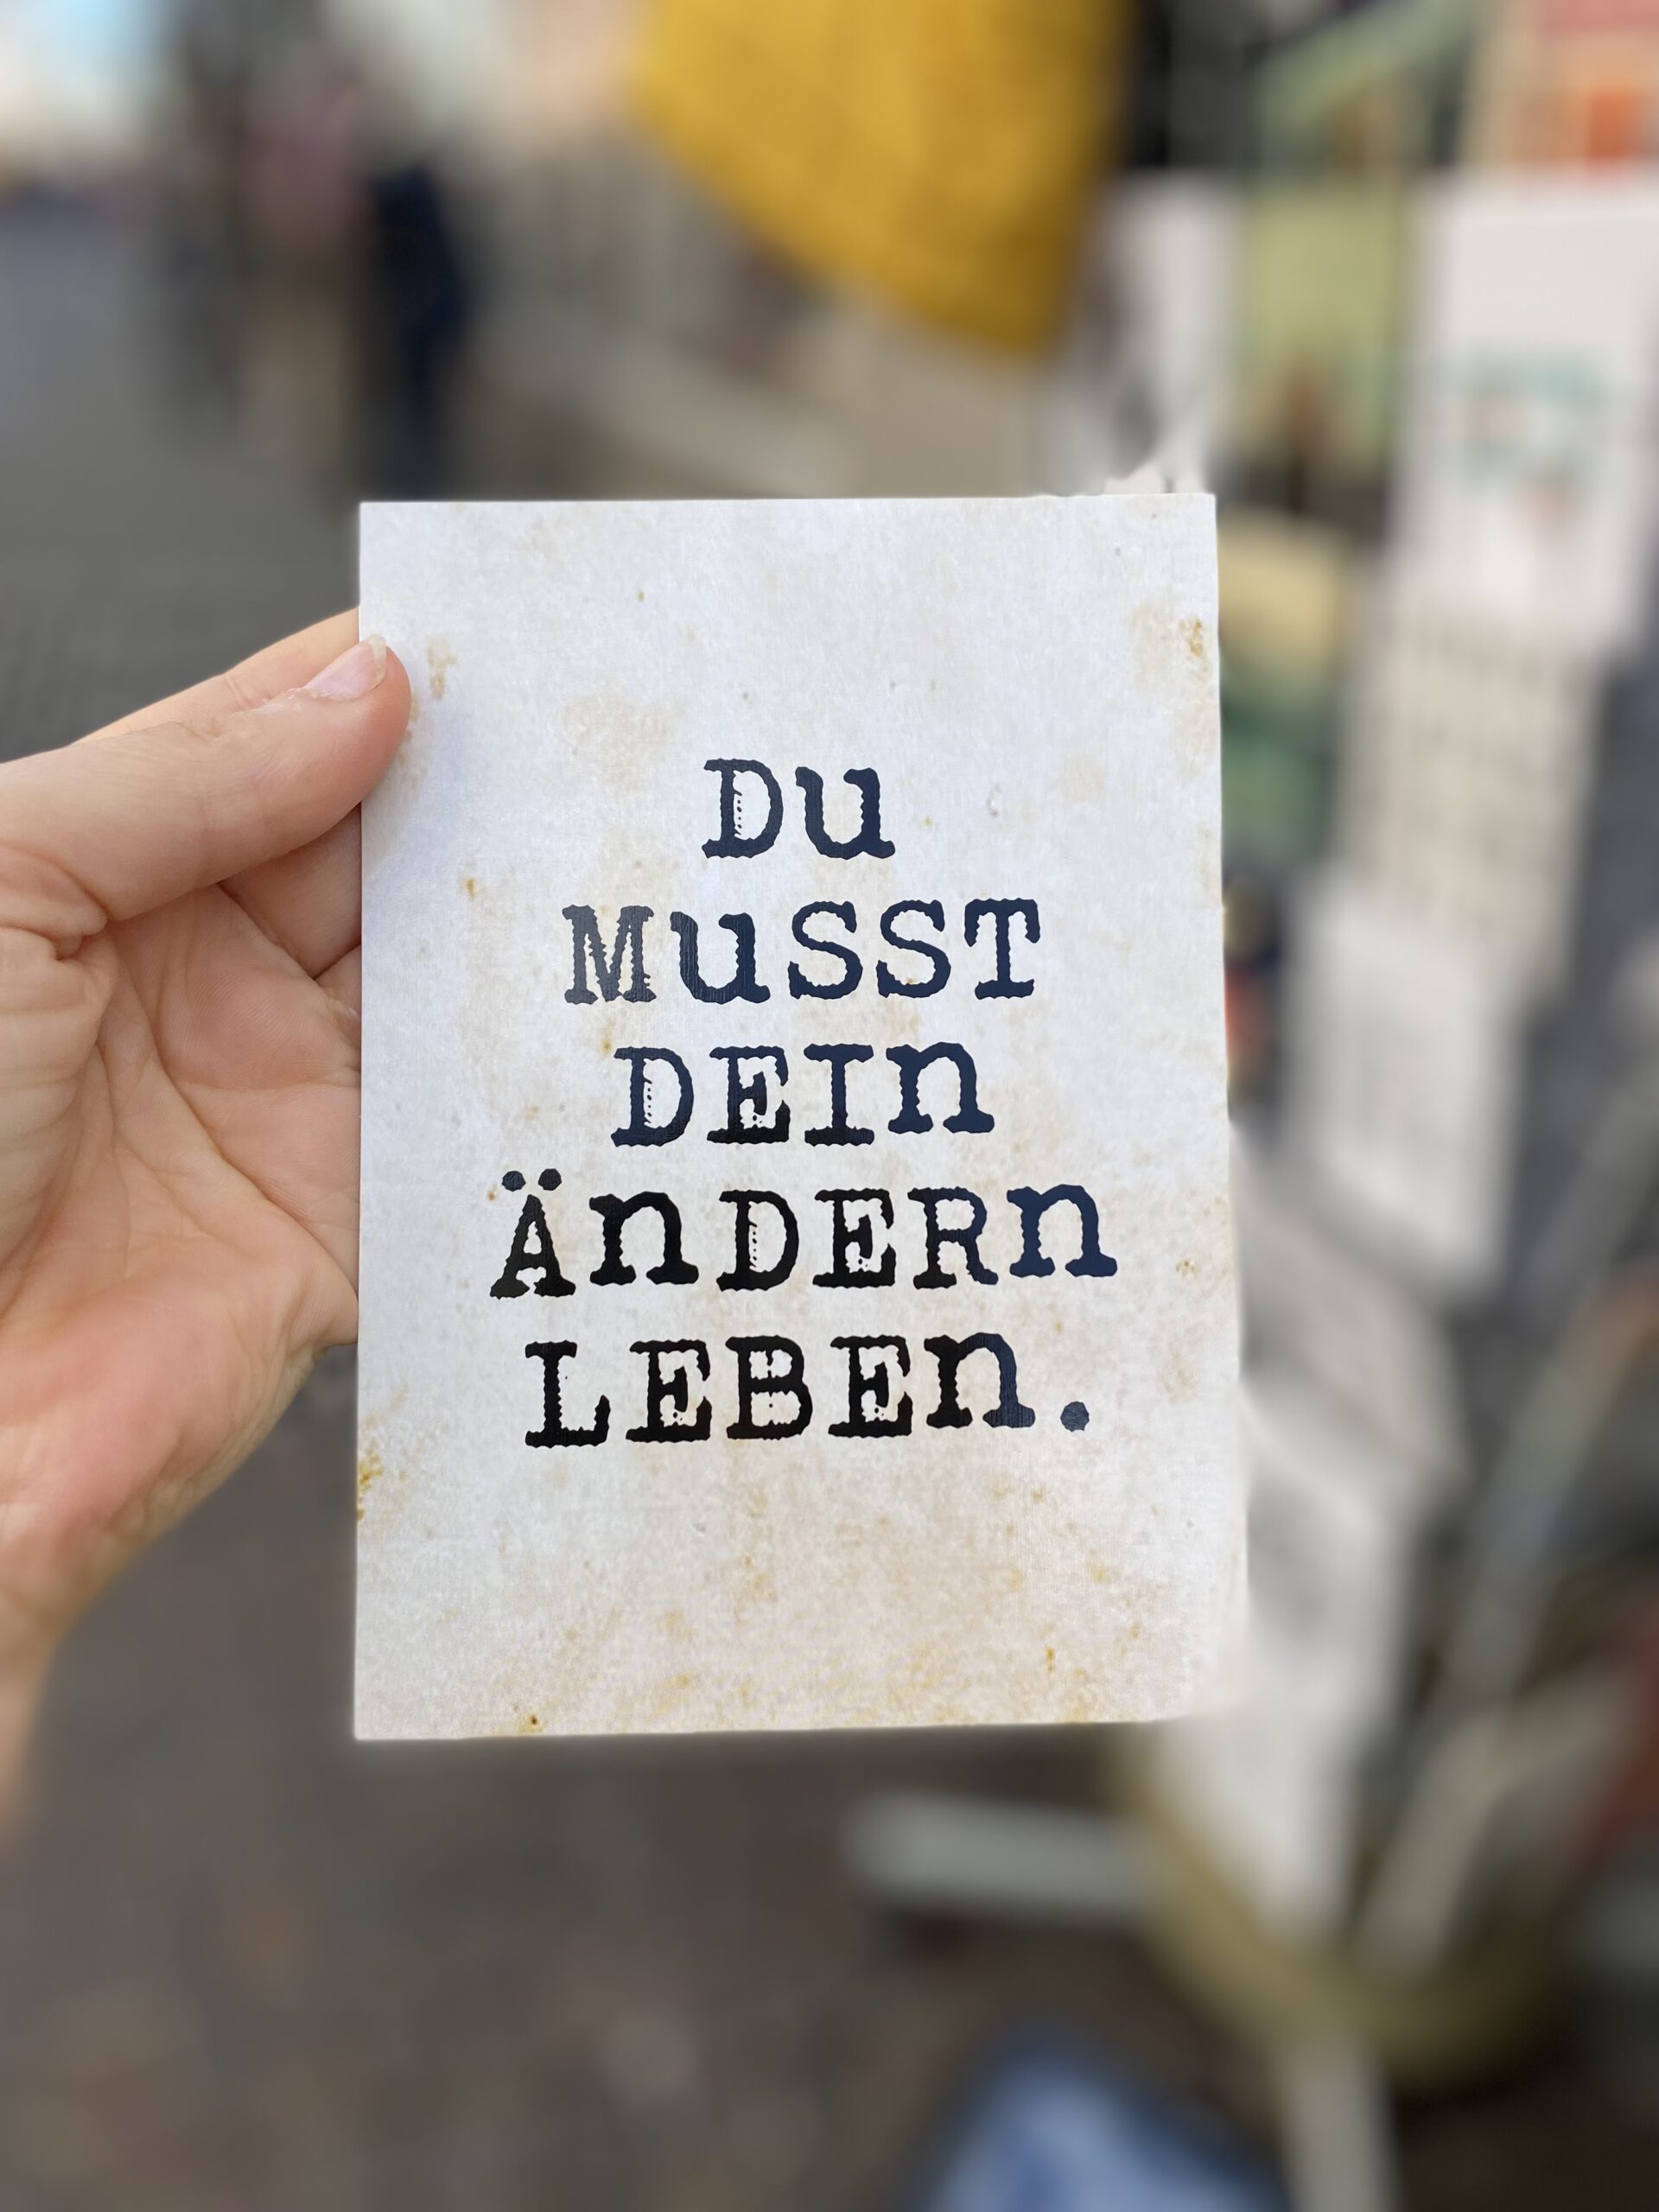 Du
MuSST
DEIn
ÄnDERn
LEBEn.